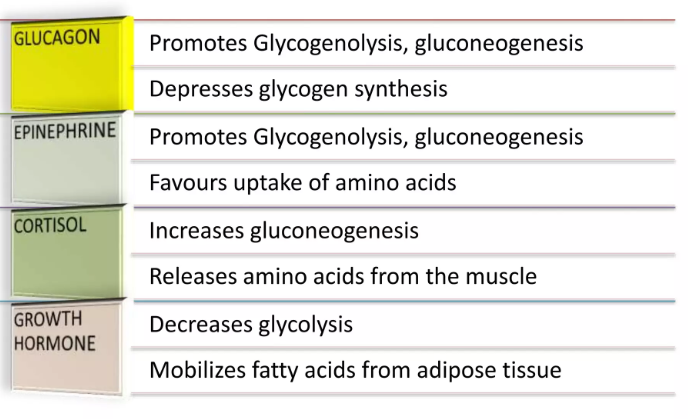 GLUCAGON
Promotes Glycogenolysis, gluconeogenesis
Depresses glycogen synthesis
EPINEPHRINE
Promotes Glycogenolysis, gluconeogenesis
Favours uptake of amino acids
CORTISOL
Increases gluconeogenesis
Releases amino acids from the muscle
GROWTH
HORMONE
Decreases glycolysis
Mobilizes fatty acids from adipose tissue